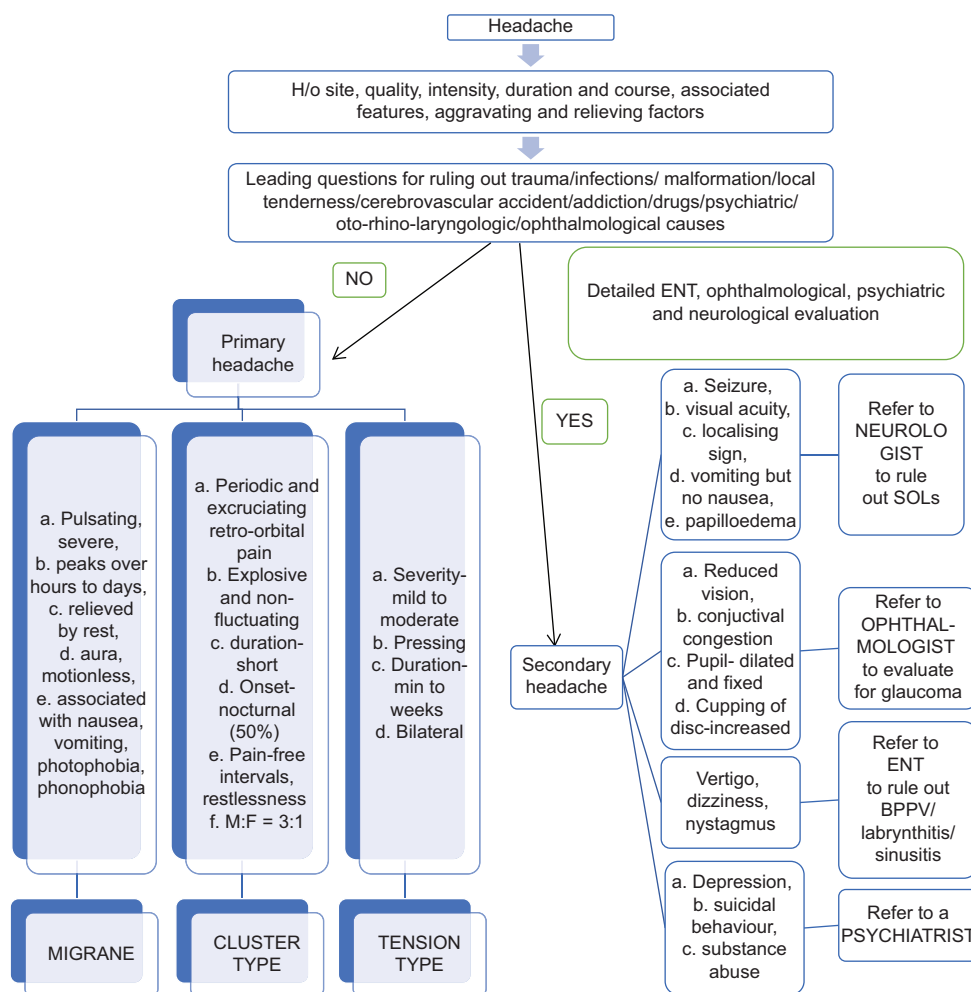 Headache
H/o site, quality, intensity, duration and course, associated
features, aggravating and relieving factors
Leading questions for ruling out trauma/infections/ malformation/local
tenderness/cerebrovascular accident/addiction/drugs/psychiatric/
oto-rhino-laryngologic/ophthalmological causes
NO
Detailed ENT, ophthalmological, psychiatric
and neurological evaluation
Primary
headache
YES
a. Pulsating,
severe,
b. peaks over
hours to days,
c. relieved
by rest,
d. aura,
motionless,
e. associated
with nausea,
vomiting,
photophobia,
phonophobia
a. Periodic and
excruciating
retro-orbital
pain
b. Explosive
and non-
fluctuating
c. duration-
short
d. Onset-
nocturnal
(50%)
e. Pain-free
intervals,
restlessness
f. M:F = 3:1
a. Severity-
mild to
moderate
b. Pressing
c. Duration-
min to
weeks
d. Bilateral
MIGRANE
CLUSTER
TYPE
TENSION
TYPE
Secondary
headache
a. Seizure,
b. visual acuity,
c. localising
sign,
d. vomiting but
no nausea,
e. papilloedema
Refer to
NEUROLO
GIST
to rule
out SOLs
a. Reduced
vision,
b. conjuctival
congestion
c. Pupil- dilated
and fixed
d. Cupping of
disc-increased
Refer to
OPHTHAL-
MOLOGIST
to evaluate
for glaucoma
Vertigo,
dizziness,
nystagmus
Refer to
ENT
to rule out
BPPV/
labrynthitis/
sinusitis
a. Depression,
b. suicidal
behaviour,
c. substance
abuse
Refer to a
PSYCHIATRIST